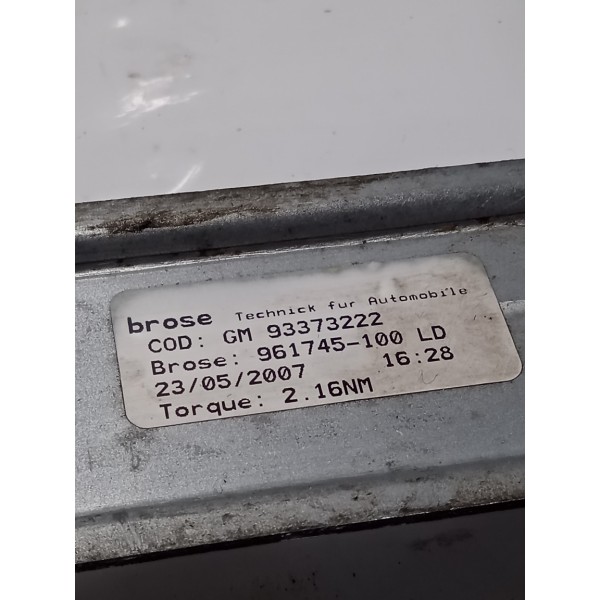 brose Technick fur Automobile
COD: GM 93373222
Brose: 961745-100 LD
23/05/2007 16:28
Torque: 2.16NM